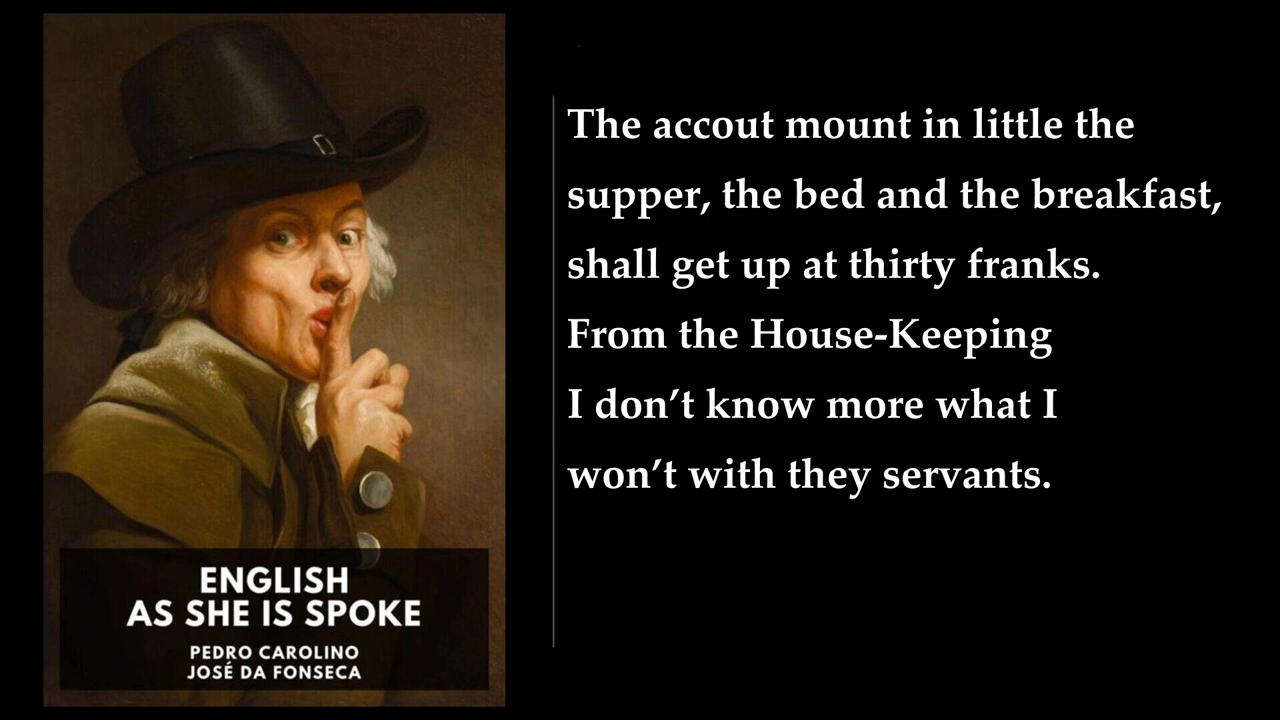 The accout mount in little the
supper, the bed and the breakfast,
shall get up at thirty franks.
From the House-Keeping
I don’t know more what I
won’t with they servants.
ENGLISH
AS SHE IS SPOKE
PEDRO CAROLINO
JOSÉ DA FONSECA